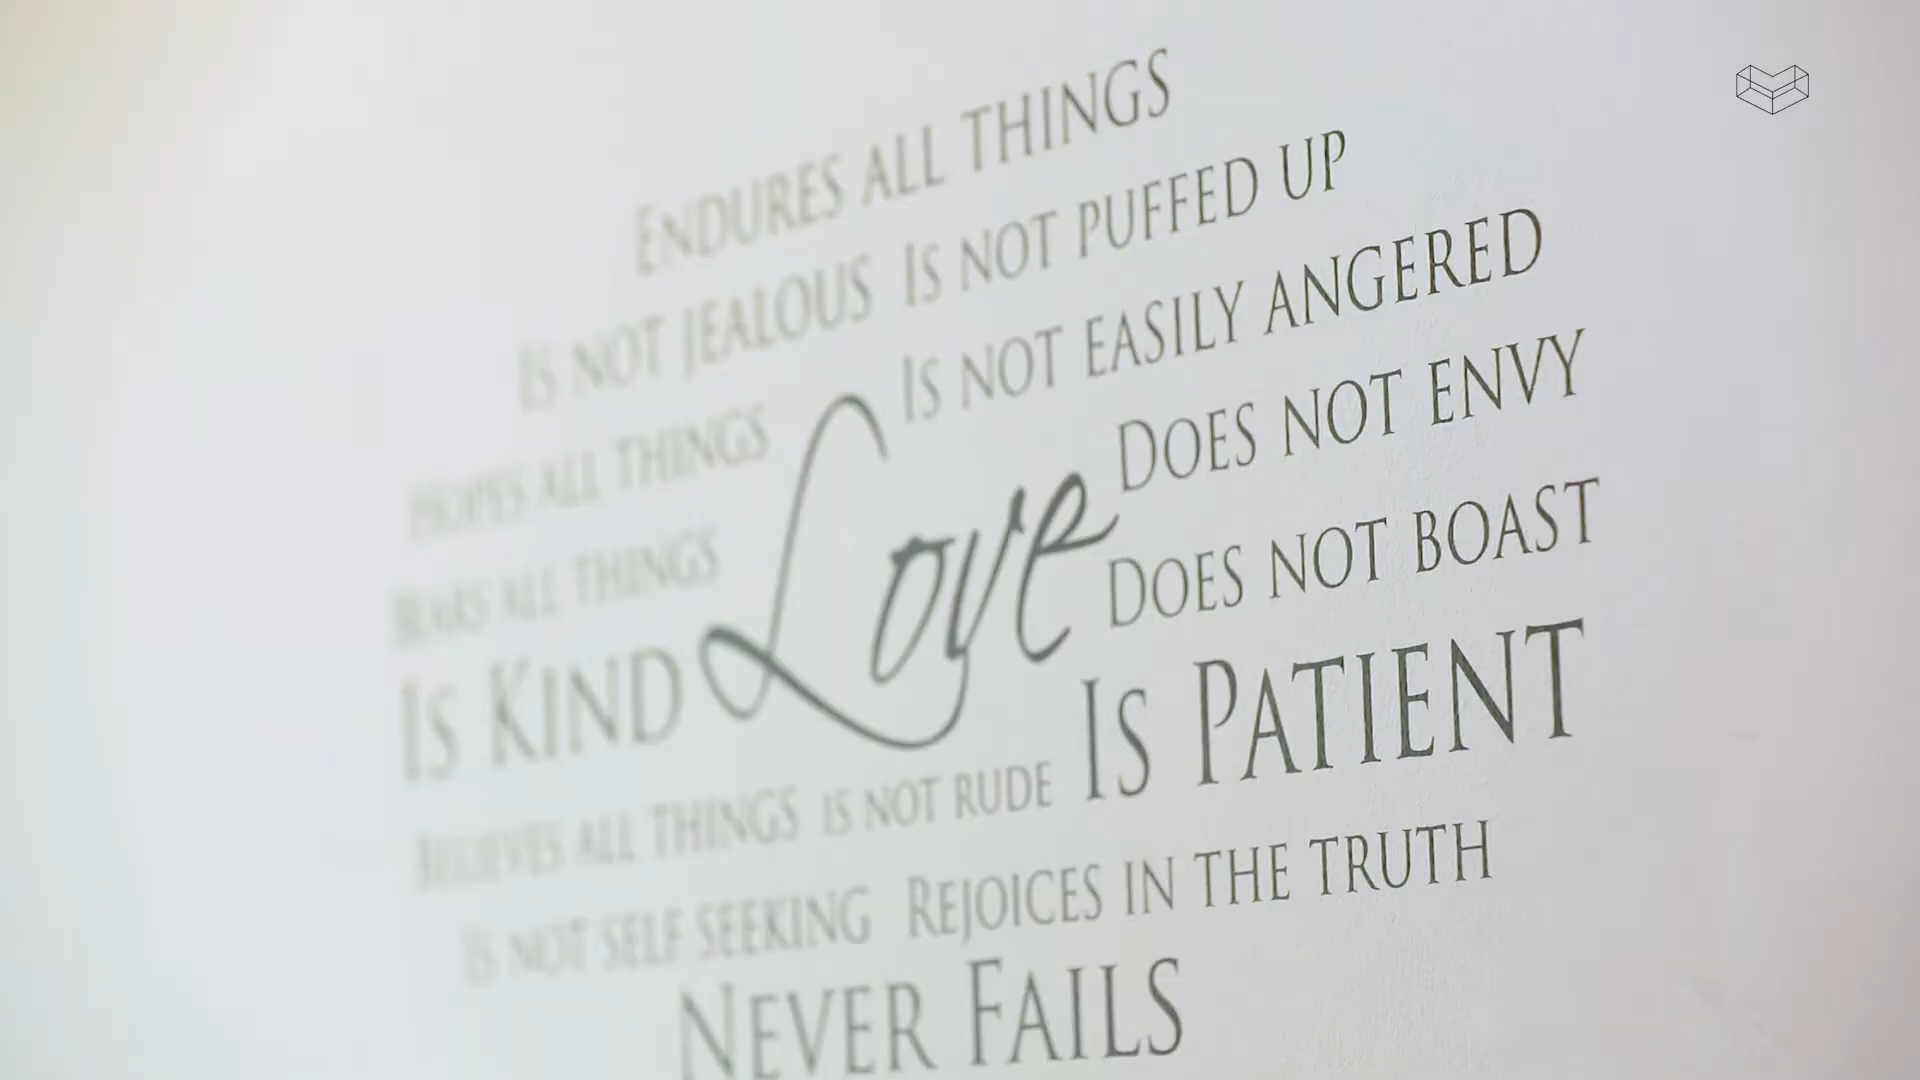 ENDURES ALL THINGS
IS NOT JEALOUS IS NOT PUFFED UP
IS NOT EASILY ANGERED
HOPES ALL THINGS
DOES NOT ENVY
Love
BEARS ALL THINGS
DOES NOT BOAST
IS KIND
IS PATIENT
BELIEVES ALL THINGS IS NOT RUDE
IS NOT SELF SEEKING REJOICES IN THE TRUTH
NEVER FAILS